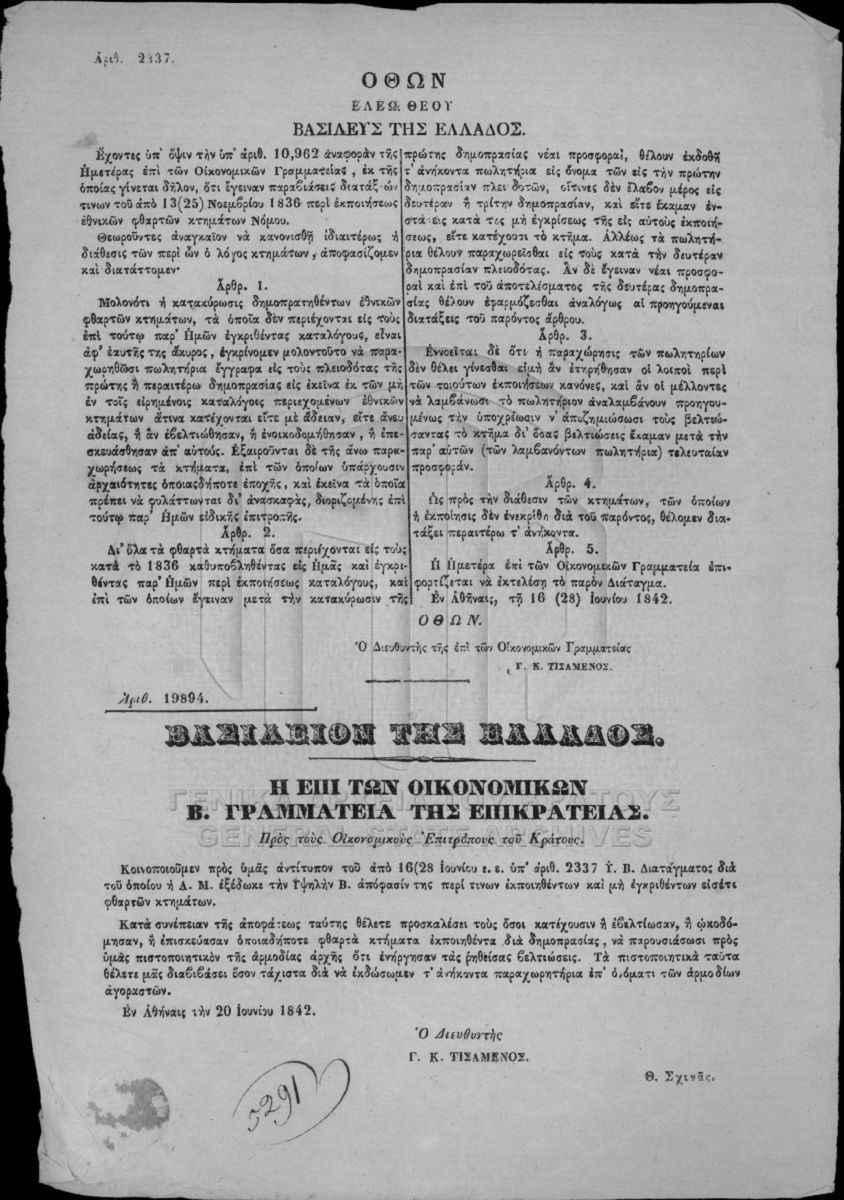 Ἀριθ. 2337.
ΟΘΩΝ
ΕΛΕΩ. ΘΕΟΥ
ΒΑΣΙΛΕΥΣ ΤΗΣ ΕΛΛΑΔΟΣ.
Ἔχοντες ὑπ' ὄψιν τὴν ὑπ' ἀριθ. 10,962 ἀναφορὰν τῆς
Ἡμετέρας ἐπὶ τῶν Οἰκονομικῶν Γραμματείας, ἐκ τῆς
ὁποίας γίνεται δῆλον, ὅτι ἔγειναν παραβιάσεις διατάξεών
τινων τοῦ ἀπὸ 13(25) Νοεμβρίου 1836 περὶ ἐκποιήσεως
ἐθνικῶν φθαρτῶν κτημάτων Νόμου.
Θεωροῦντες ἀναγκαῖον νὰ κανονισθῇ ἰδιαιτέρως ἡ
διάθεσις τῶν περὶ ὧν ὁ λόγος κτημάτων, ἀποφασίζομεν
καὶ διατάττομεν·
Ἄρθρ. 1.
Μολονότι ἡ κατακύρωσις δημοπρατηθέντων ἐθνικῶν
φθαρτῶν κτημάτων, τὰ ὁποῖα δὲν περιέχονται εἰς τοὺς
ἐπὶ τούτῳ παρ' Ἡμῶν ἐγκριθέντας καταλόγους, εἶναι
ἀφ' ἑαυτῆς της ἄκυρος, ἐγκρίνομεν μολοντοῦτο νὰ παρα-
χωρηθῶσι πωλητήρια ἔγγραφα εἰς τοὺς πλειοδότας τῆς
πρώτης ἢ περαιτέρω δημοπρασίας εἰς ἐκεῖνα ἐκ τῶν μὴ
ἐν τοῖς εἰρημένοις καταλόγοις περιεχομένων ἐθνικῶν
κτημάτων ἅτινα κατέχονται εἴτε μὲ ἄδειαν, εἴτε ἄνευ
ἀδείας, ἢ ἂν ἐβελτιώθησαν, ἢ ἐνοικοδομήθησαν, ἢ ἐπε-
σκευάσθησαν ἀπ' αὐτούς. Ἐξαιροῦνται δὲ τῆς ἄνω παρα-
χωρήσεως τὰ κτήματα, ἐπὶ τῶν ὁποίων ὑπάρχουσιν
ἀρχαιότητες ὁποιασδήποτε ἐποχῆς, καὶ ἐκεῖνα τὰ ὁποῖα
πρέπει νὰ φυλάττωνται δι' ἀνασκαφάς, διοριζομένης ἐπὶ
τούτῳ παρ' Ἡμῶν εἰδικῆς ἐπιτροπῆς.
Ἄρθρ. 2.
Δι' ὅλα τὰ φθαρτὰ κτήματα ὅσα περιέχονται εἰς τοὺς
κατὰ τὸ 1836 καθυποβληθέντας εἰς Ἡμᾶς καὶ ἐγκρι-
θέντας παρ' Ἡμῶν περὶ ἐκποιήσεως καταλόγους, καὶ
ἐπὶ τῶν ὁποίων ἔγειναν μετὰ τὴν κατακύρωσιν τῆς
πρώτης δημοπρασίας νέαι προσφοραὶ, θέλουν ἐκδοθῆ
τ' ἀνήκοντα πωλητήρια εἰς ὄνομα τῶν εἰς τὴν πρώτην
δημοπρασίαν πλειοδοτῶν, οἵτινες δὲν ἔλαβον μέρος εἰς
δευτέραν ἢ τρίτην δημοπρασίαν, καὶ εἴτε ἔκαμαν ἐν-
στάσεις κατὰ τῆς μὴ ἐγκρίσεως τῆς εἰς αὐτοὺς ἐκποιή-
σεως, εἴτε κατέχουσι τὸ κτῆμα. Ἄλλέως τὰ πωλητή-
ρια θέλουν παραχωρεῖσθαι εἰς τοὺς κατὰ τὴν δευτέραν
δημοπρασίαν πλειοδότας. Ἂν δὲ ἔγειναν νέαι προσφο-
ραὶ καὶ ἐπὶ τοῦ ἀποτελέσματος τῆς δευτέρας δημοπρα-
σίας θέλουν ἐφαρμόζεσθαι ἀναλόγως αἱ προηγούμεναι
διατάξεις τοῦ παρόντος ἄρθρου.
Ἄρθρ. 3.
Ἐννοεῖται δὲ ὅτι ἡ παραχώρησις τῶν πωλητηρίων
δὲν θέλει γίνεσθαι εἰμὴ ἂν ἐτηρήθησαν οἱ λοιποὶ περὶ
τῶν τοιούτων ἐκποιήσεων κανόνες, καὶ ἂν οἱ μέλλοντες
νὰ λαμβάνωσι τὸ πωλητήριον ἀναλαμβάνουν προηγου-
μένως τὴν ὑποχρέωσιν ν' ἀποζημιώσωσι τοὺς βελτιώ-
σαντας τὸ κτῆμα δι' ὅσας βελτιώσεις ἔκαμαν μετὰ τὴν
παρ' αὐτῶν (τῶν λαμβανόντων πωλητήρια) τελευταίαν
προσφοράν.
Ἄρθρ. 4.
Ὡς πρὸς τὴν διάθεσιν τῶν κτημάτων, τῶν ὁποίων
ἡ ἐκποίησις δὲν ἐνεκρίθη διὰ τοῦ παρόντος, θέλομεν δια-
τάξει περαιτέρω τ' ἀνήκοντα.
Ἄρθρ. 5.
Ἡ Ἡμετέρα ἐπὶ τῶν Οἰκονομικῶν Γραμματεία ἐπι-
φορτίζεται νὰ ἐκτελέσῃ τὸ παρὸν Διάταγμα.
Ἐν Ἀθήναις, τῇ 16 (28) Ἰουνίου 1842.
ΟΘΩΝ.
Ὁ Διευθυντὴς τῆς ἐπὶ τῶν Οἰκονομικῶν Γραμματείας
Γ. Κ. ΤΙΣΑΜΕΝΟΣ.
Ἀριθ. 19894.
ΒΑΣΙΛΕΙΟΝ ΤΗΣ ΕΛΛΑΔΟΣ.
Η ΕΠΙ ΤΩΝ ΟΙΚΟΝΟΜΙΚΩΝ
ΓΕΝΙΚΑ ΑΡΧΕΙΑ ΤΟΥ ΚΡΑΤΟΥΣ
Β. ΓΡΑΜΜΑΤΕΙΑ ΤΗΣ ΕΠΙΚΡΑΤΕΙΑΣ.
GENERAL STATE ARCHIVES
Πρὸς τοὺς Οἰκονομικοὺς Ἐπιτρόπους τοῦ Κράτους.
Κοινοποιοῦμεν πρὸς ὑμᾶς ἀντίτυπον τοῦ ἀπὸ 16(28 Ἰουνίου ε. ε. ὑπ' ἀριθ. 2337 Ὑ. Β. Διατάγματος διὰ
τοῦ ὁποίου ἡ Α. Μ. ἐξέδωκε τὴν Ὑψηλὴν Β. ἀπόφασίν της περί τινων ἐκποιηθέντων καὶ μὴ ἐγκριθέντων εἰσέτι
φθαρτῶν κτημάτων.
Κατὰ συνέπειαν τῆς ἀποφάσεως ταύτης θέλετε προσκαλέσει τοὺς ὅσοι κατέχουσιν ἢ ἐβελτίωσαν, ἢ ᾠκοδό-
μησαν, ἢ ἐπισκεύασαν ὁποιαδήποτε φθαρτὰ κτήματα ἐκποιηθέντα διὰ δημοπρασίας, νὰ παρουσιάσωσι πρὸς
ὑμᾶς πιστοποιητικὸν τῆς ἁρμοδίας ἀρχῆς ὅτι ἐνήργησαν τὰς ῥηθείσας βελτιώσεις. Τὰ πιστοποιητικὰ ταῦτα
θέλετε μᾶς διαβιβάσει ὅσον τάχιστα διὰ νὰ ἐκδώσωμεν τ' ἀνήκοντα παραχωρητήρια ἐπ' ὀνόματι τῶν ἁρμοδίων
ἀγοραστῶν.
Ἐν Ἀθήναις τὴν 20 Ἰουνίου 1842.
Ὁ Διευθυντὴς
Γ. Κ. ΤΙΣΑΜΕΝΟΣ.
Θ. Σχινᾶς.
5291